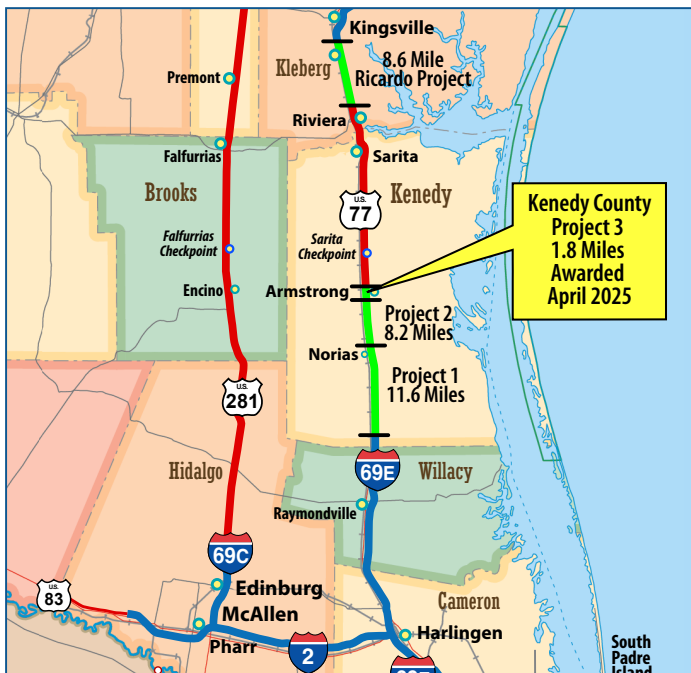 Kingsville
Kleberg
8.6 Mile
Ricardo Project
Premont
Riviera
Falfurrias
Sarita
Brooks
Kenedy
U.S.
77
Kenedy County
Project 3
1.8 Miles
Awarded
April 2025
Falfurrias
Checkpoint
Sarita
Checkpoint
Encino
Armstrong
Project 2
8.2 Miles
Norias
Project 1
11.6 Miles
U.S.
281
Hidalgo
69E
Willacy
Raymondville
69C
Edinburg
U.S.
83
McAllen
Cameron
Pharr
Harlingen
2
South
Padre
Island
69E